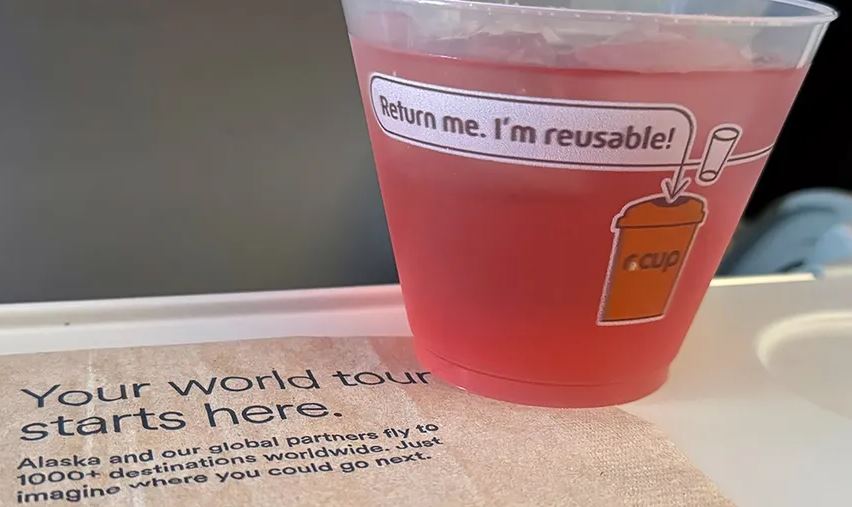 Return me. I'm reusable!
cup
Your world tour
starts here.
Alaska and our global partners fly to
1000+ destinations worldwide. Just
imagine where you could go next.